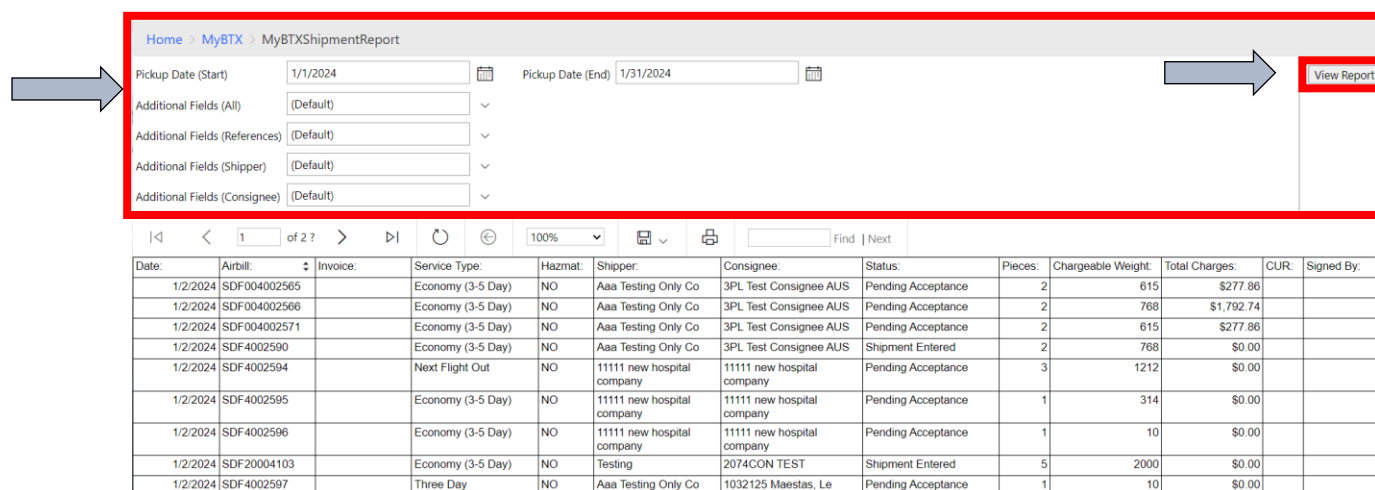 Home > MyBTX > MyBTXShipmentReport
Pickup Date (Start) 1/1/2024 Pickup Date (End) 1/31/2024 View Report
Additional Fields (All) (Default)
Additional Fields (References) (Default)
Additional Fields (Shipper) (Default)
Additional Fields (Consignee) (Default)
1 of 2 ? 100% Find | Next
Date: Airbill: Invoice: Service Type: Hazmat: Shipper: Consignee: Status: Pieces: Chargeable Weight: Total Charges: CUR: Signed By:
1/2/2024 SDF004002565 Economy (3-5 Day) NO Aaa Testing Only Co 3PL Test Consignee AUS Pending Acceptance 2 615 $277.86
1/2/2024 SDF004002566 Economy (3-5 Day) NO Aaa Testing Only Co 3PL Test Consignee AUS Pending Acceptance 2 768 $1,792.74
1/2/2024 SDF004002571 Economy (3-5 Day) NO Aaa Testing Only Co 3PL Test Consignee AUS Pending Acceptance 2 615 $277.86
1/2/2024 SDF4002590 Economy (3-5 Day) NO Aaa Testing Only Co 3PL Test Consignee AUS Shipment Entered 2 768 $0.00
1/2/2024 SDF4002594 Next Flight Out NO 11111 new hospital 11111 new hospital Pending Acceptance 3 1212 $0.00
company company
1/2/2024 SDF4002595 Economy (3-5 Day) NO 11111 new hospital 11111 new hospital Pending Acceptance 1 314 $0.00
company company
1/2/2024 SDF4002596 Economy (3-5 Day) NO 11111 new hospital 11111 new hospital Pending Acceptance 1 10 $0.00
company company
1/2/2024 SDF20004103 Economy (3-5 Day) NO Testing 2074CON TEST Shipment Entered 5 2000 $0.00
1/2/2024 SDF4002597 Three Day NO Aaa Testing Only Co 1032125 Maestas, Le Pending Acceptance 1 10 $0.00